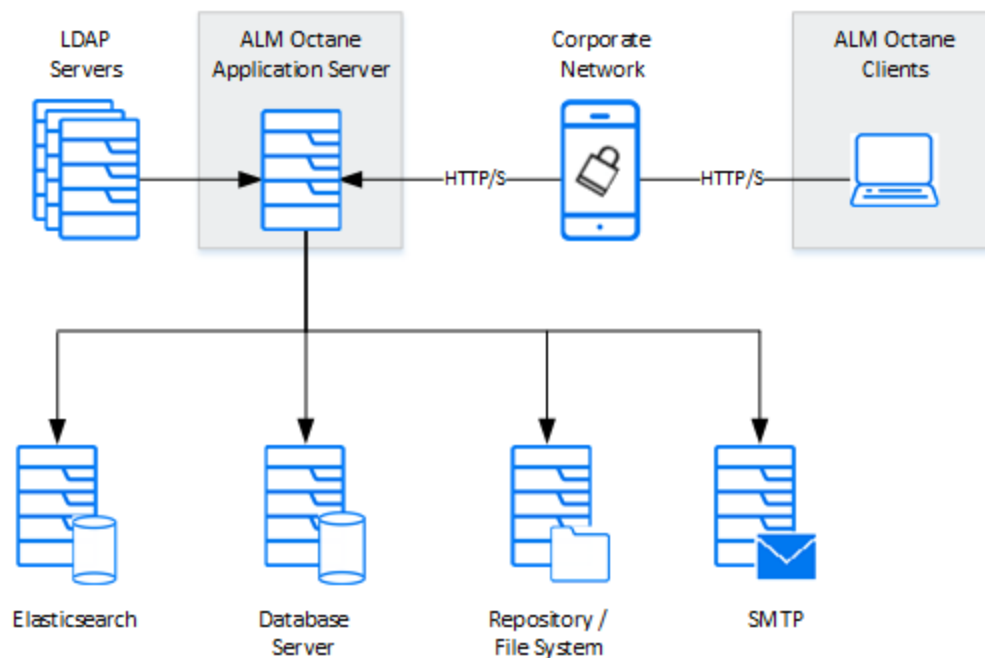 LDAP
Servers
ALM Octane
Application Server
Corporate
Network
ALM Octane
Clients
HTTP/S
HTTP/S
Elasticsearch
Database
Server
Repository /
File System
SMTP